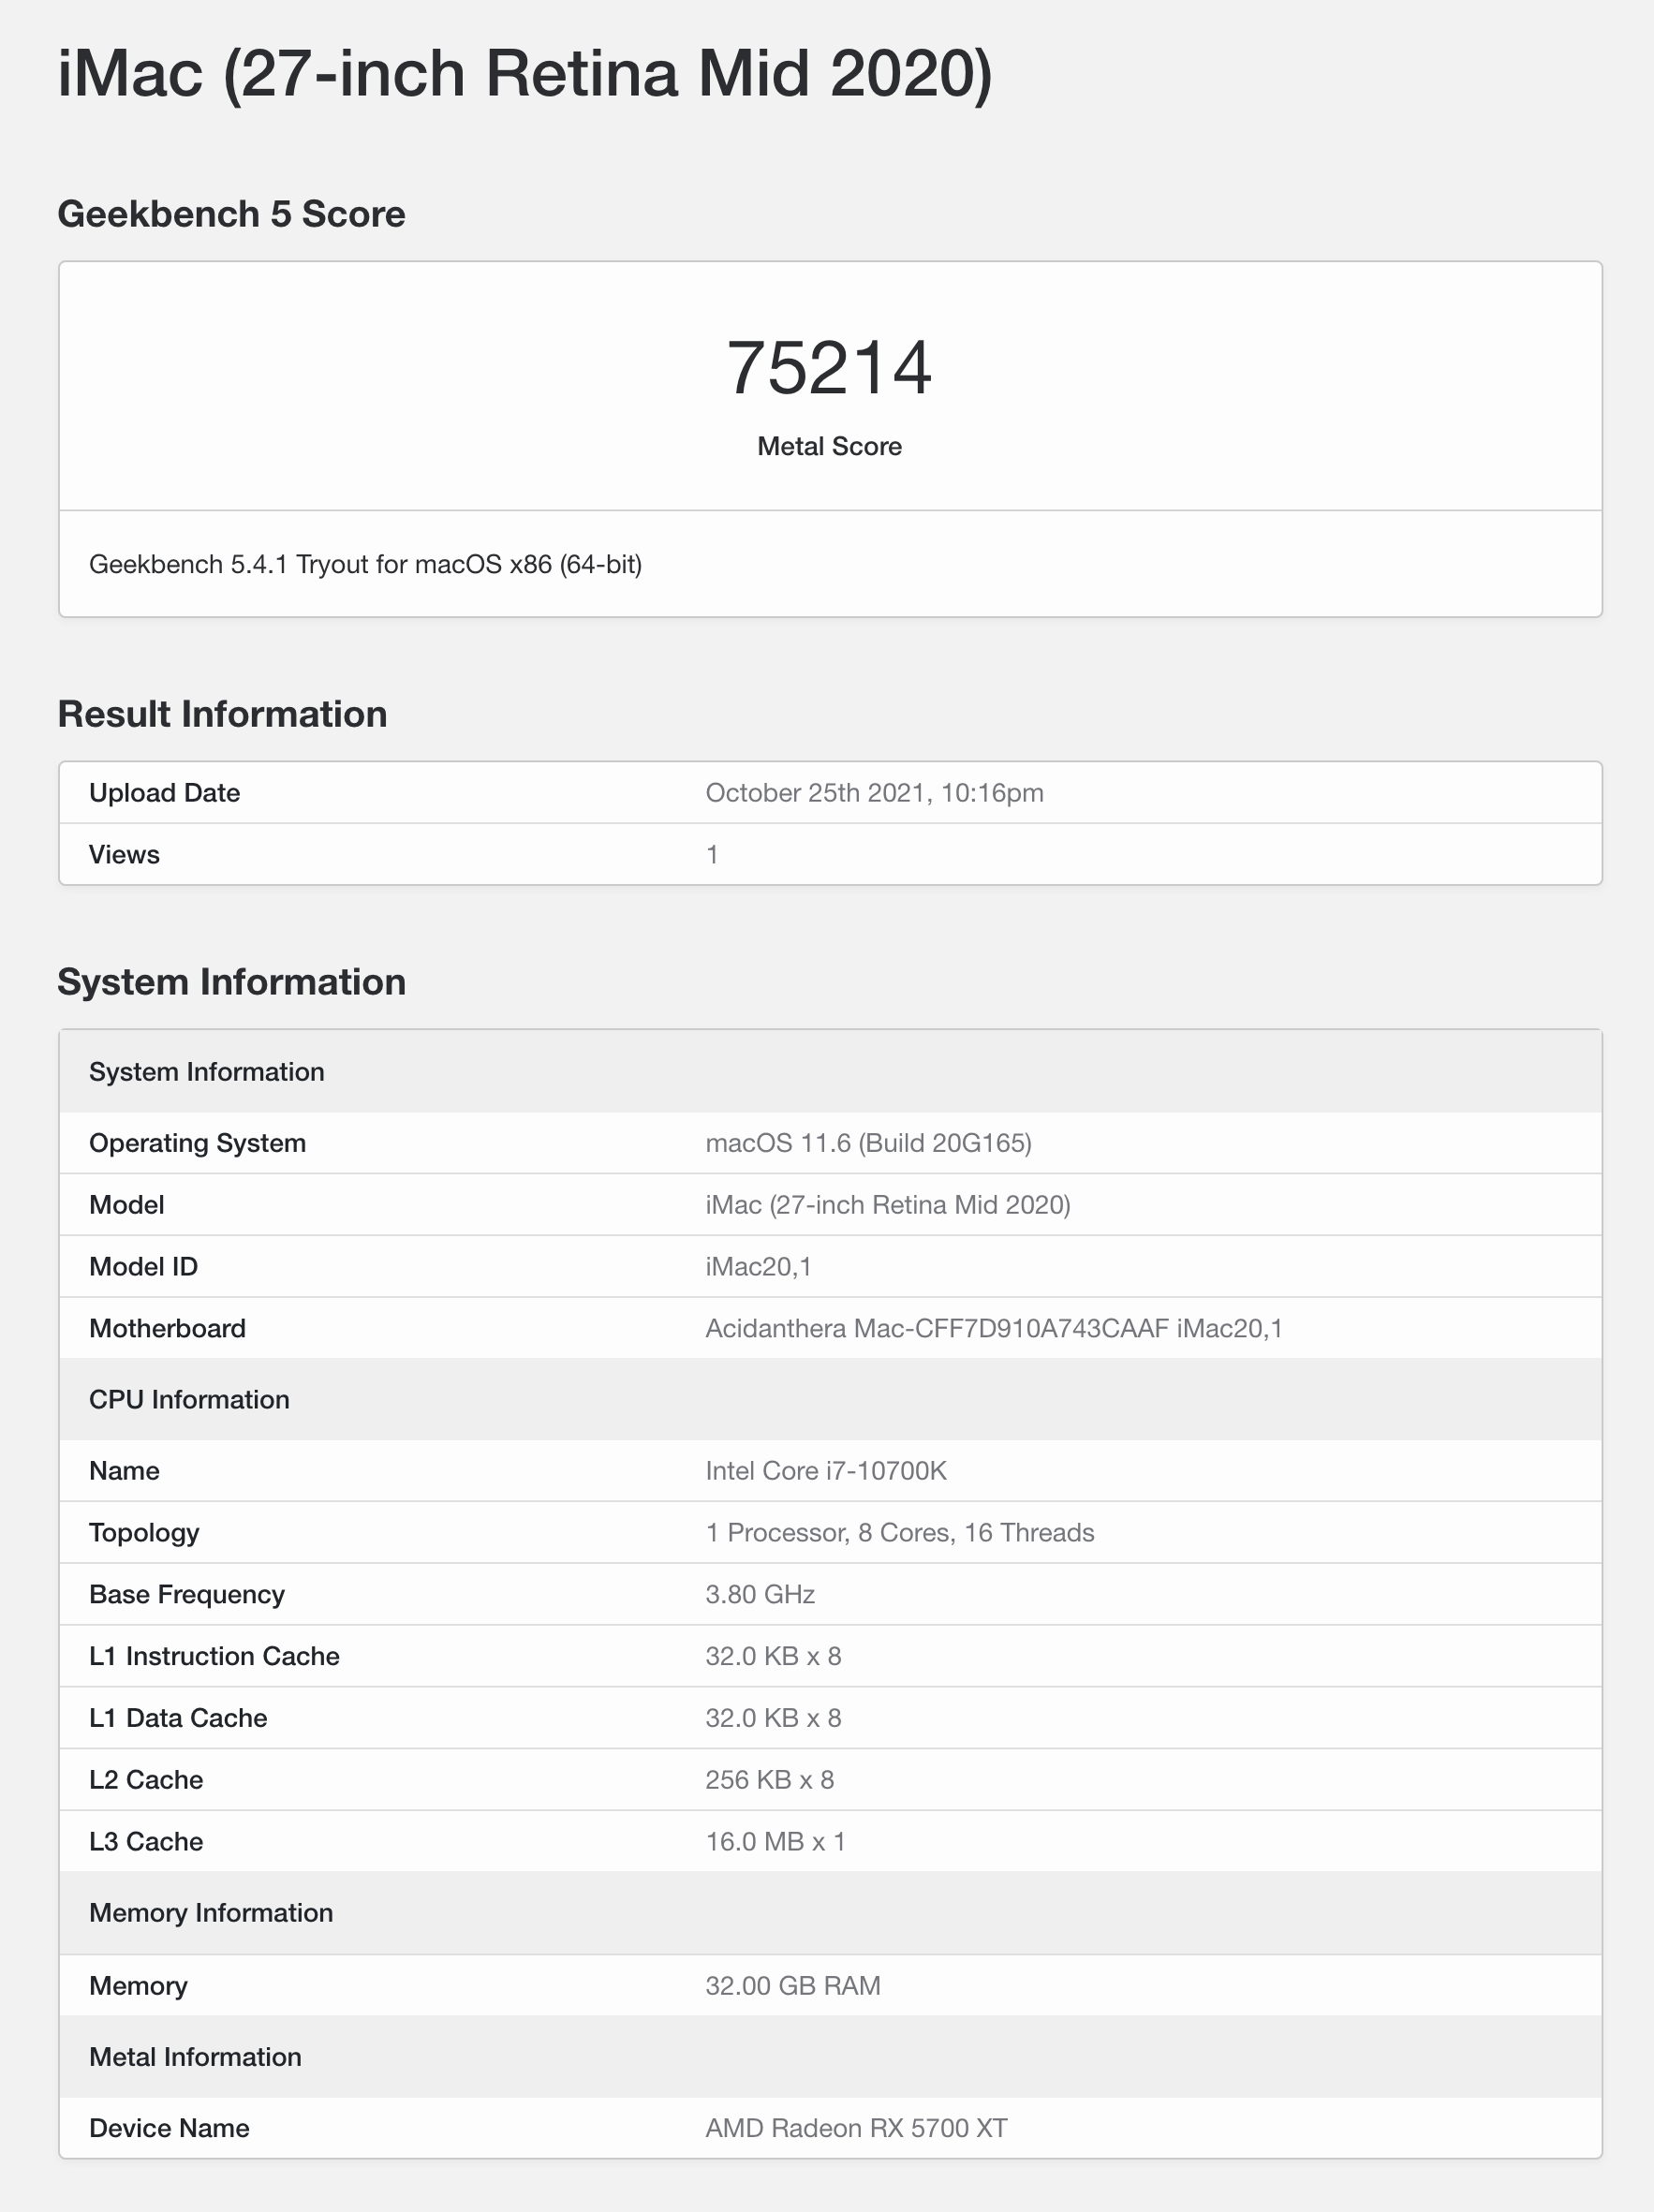 iMac (27-inch Retina Mid 2020)
Geekbench 5 Score
75214
Metal Score
Geekbench 5.4.1 Tryout for macOS x86 (64-bit)
Result Information
Upload Date October 25th 2021, 10:16pm
Views 1
System Information
System Information
Operating System macOS 11.6 (Build 20G165)
Model iMac (27-inch Retina Mid 2020)
Model ID iMac20,1
Motherboard Acidanthera Mac-CFF7D910A743CAAF iMac20,1
CPU Information
Name Intel Core i7-10700K
Topology 1 Processor, 8 Cores, 16 Threads
Base Frequency 3.80 GHz
L1 Instruction Cache 32.0 KB x 8
L1 Data Cache 32.0 KB x 8
L2 Cache 256 KB x 8
L3 Cache 16.0 MB x 1
Memory Information
Memory 32.00 GB RAM
Metal Information
Device Name AMD Radeon RX 5700 XT